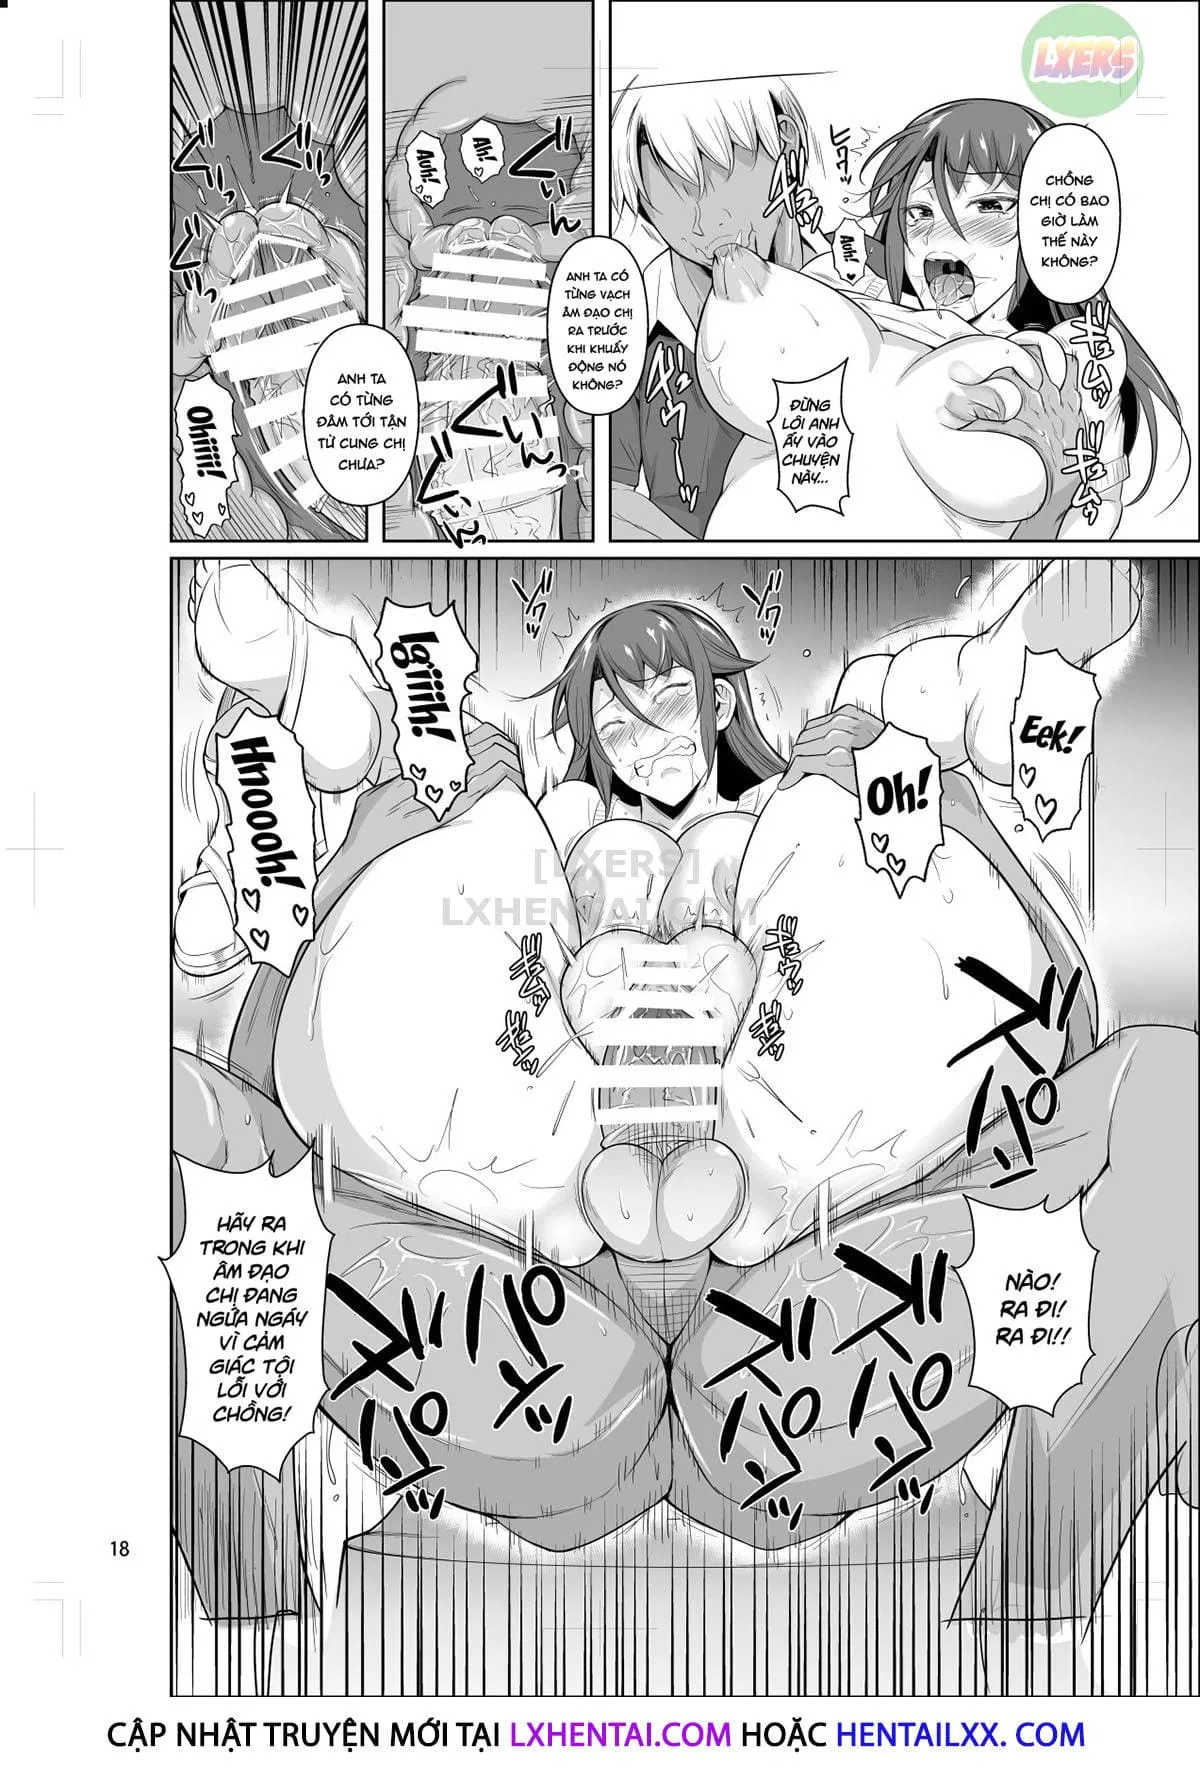 LXERS
CHỒNG
CHỊ CÓ BAO
GIỜ LÀM
THẾ NÀY
KHÔNG?
Auh!
ĐỪNG
LÔI ANH
ẤY VÀO
CHUYỆN
NÀY...
Ah!
Auh!
ANH TA CÓ
TỪNG VẠCH
ÂM ĐẠO CHỊ
RA TRƯỚC
KHI KHUẤY
ĐỘNG NÓ
KHÔNG?
ANH TA
CÓ TỪNG
ĐÂM TỚI TẬN
TỬ CUNG CHỊ
CHƯA?
Ohiiii!
Eek!
Oh!
Igiiih!
Hnoooh!
[LXERS]
LXHENTAI.COM
NÀO!
RA ĐI!
RA ĐI!!
HÃY RA
TRONG KHI
ÂM ĐẠO
CHỊ ĐANG
NGỨA NGÁY
VÌ CẢM
GIÁC TỘI
LỖI VỚI
CHỒNG!
18
CẬP NHẬT TRUYỆN MỚI TẠI LXHENTAI.COM HOẶC HENTAILXX. COM